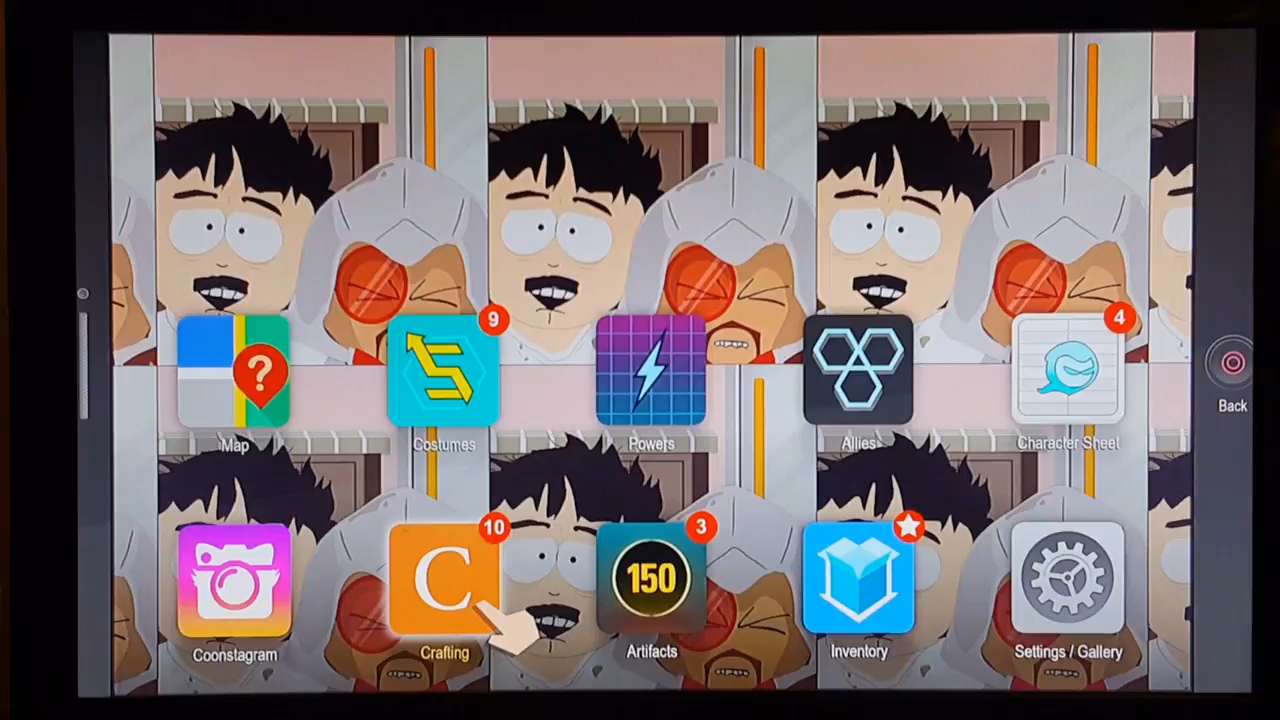 9
4
?
Map
Costumes
Powers
Allies
Character Sheet
Back
10
3
C
150
Coonstagram
Crafting
Artifacts
Inventory
Settings / Gallery